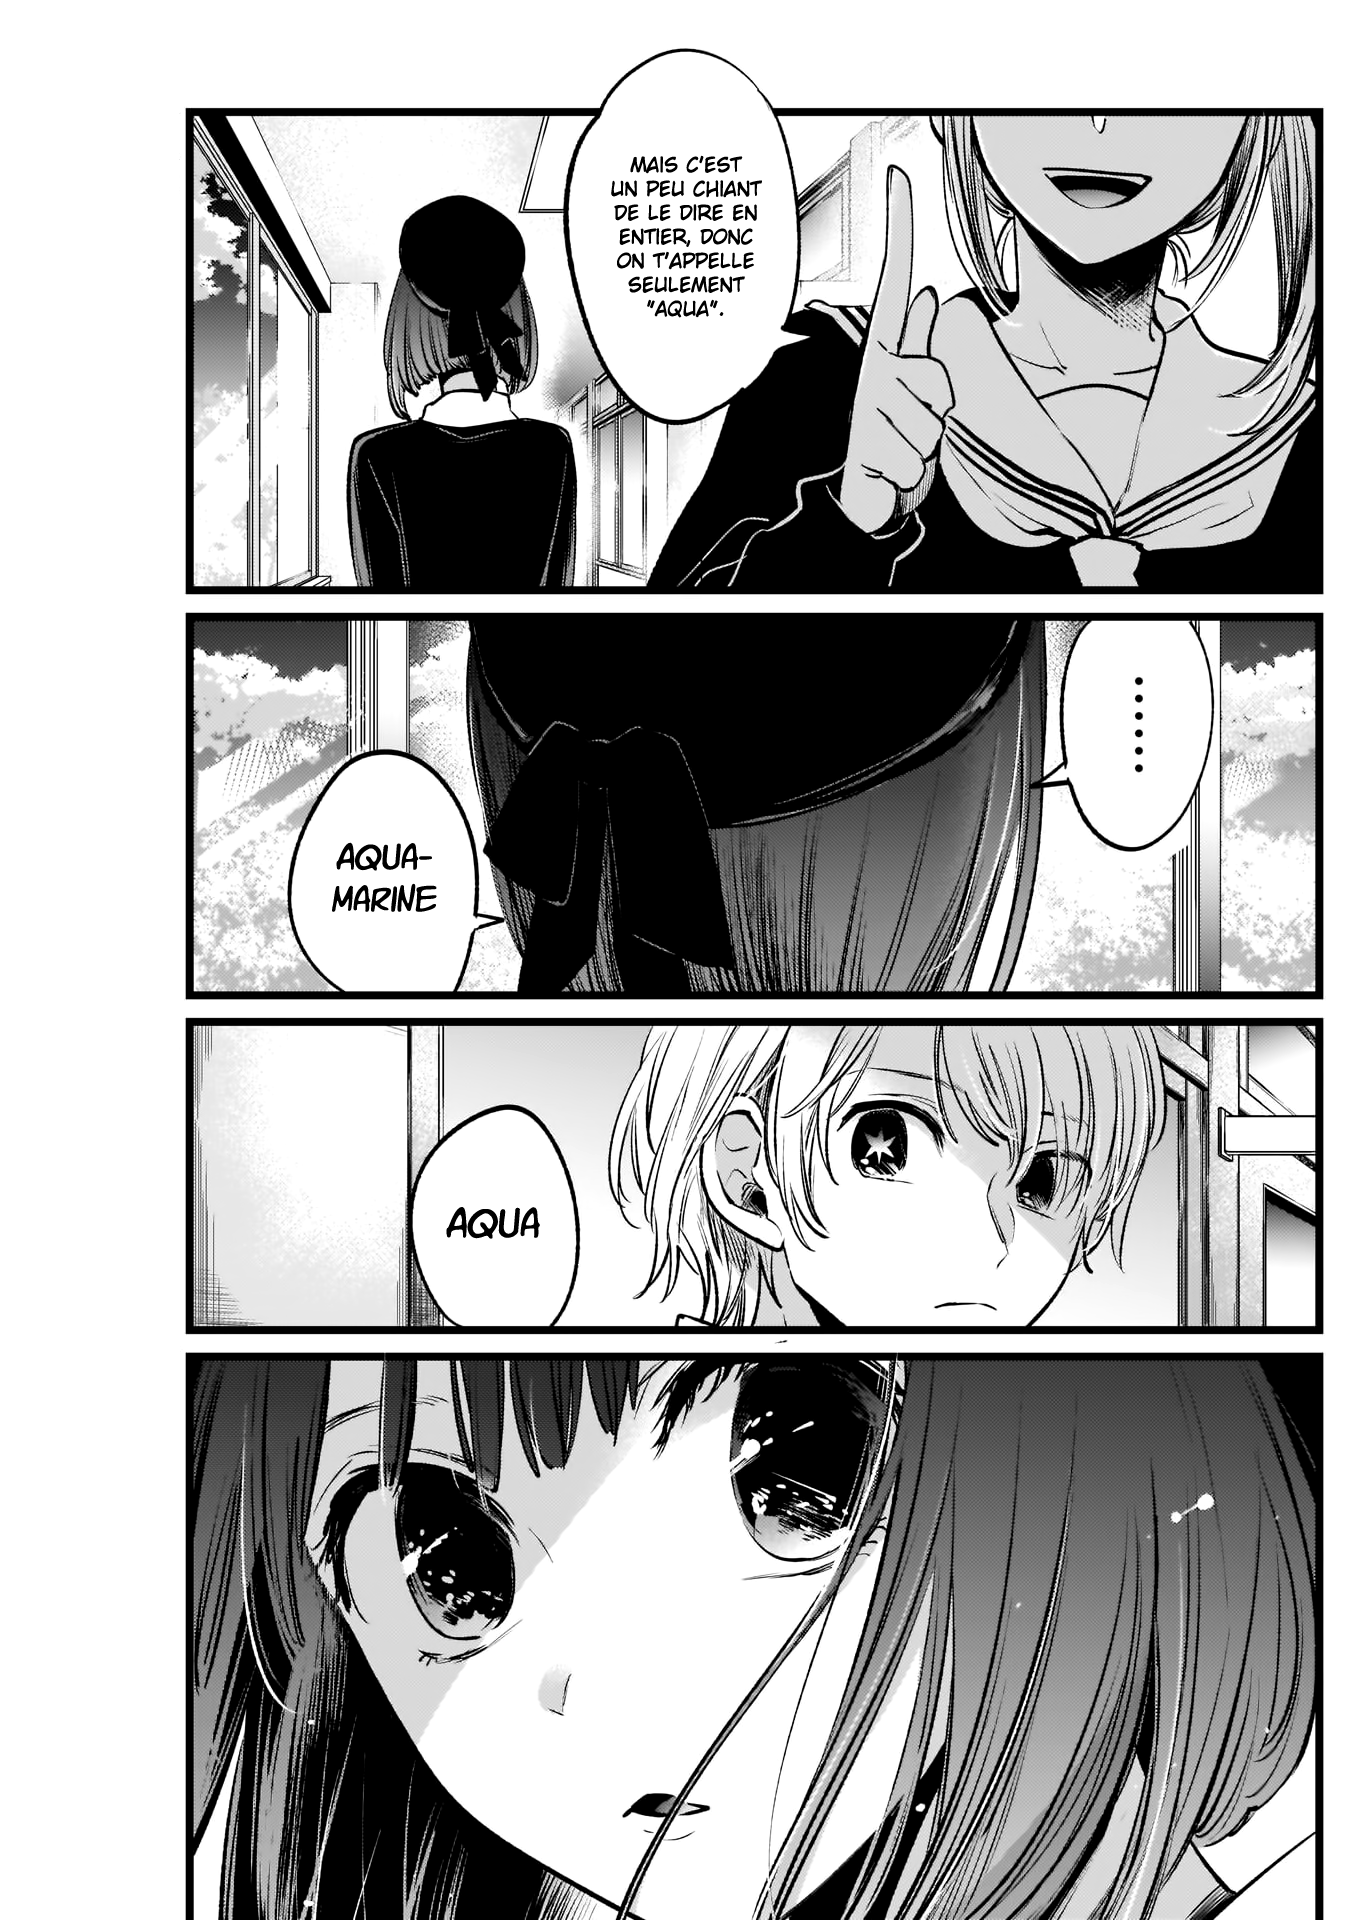 MAIS C'EST
UN PEU CHIANT
DE LE DIRE EN
ENTIER, DONC
ON T'APPELLE
SEULEMENT
"AQUA".
......
AQUA-
MARINE
AQUA